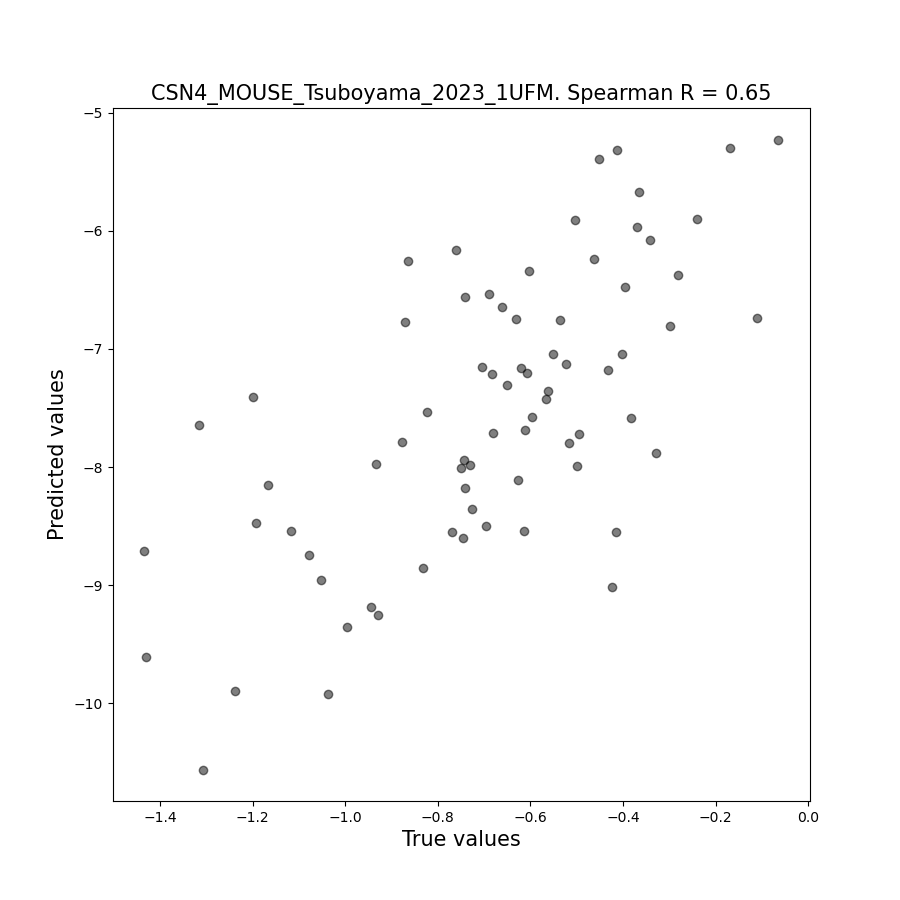 CSN4_MOUSE_Tsuboyama_2023_1UFM. Spearman R = 0.65
−5
−6
−7
−8
−9
−10
Predicted values
−1.4 −1.2 −1.0 −0.8 −0.6 −0.4 −0.2 0.0
True values